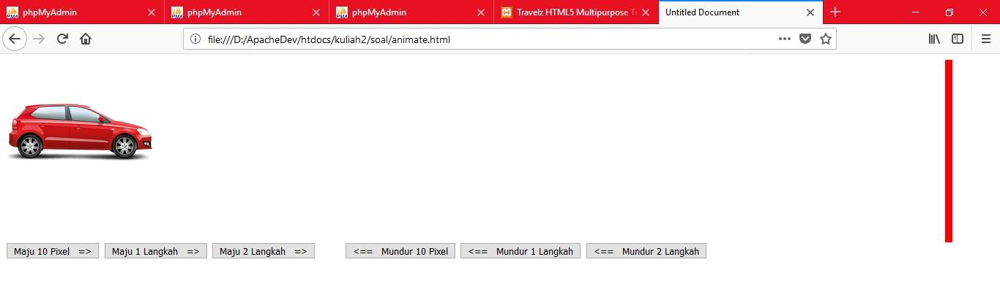 phpMyAdmin phpMyAdmin phpMyAdmin Travelz HTML5 Multipurpose Untitled Document
file:///D:/ApacheDev/htdocs/kuliah2/soal/animate.html
Maju 10 Pixel => Maju 1 Langkah => Maju 2 Langkah => <== Mundur 10 Pixel <== Mundur 1 Langkah <== Mundur 2 Langkah